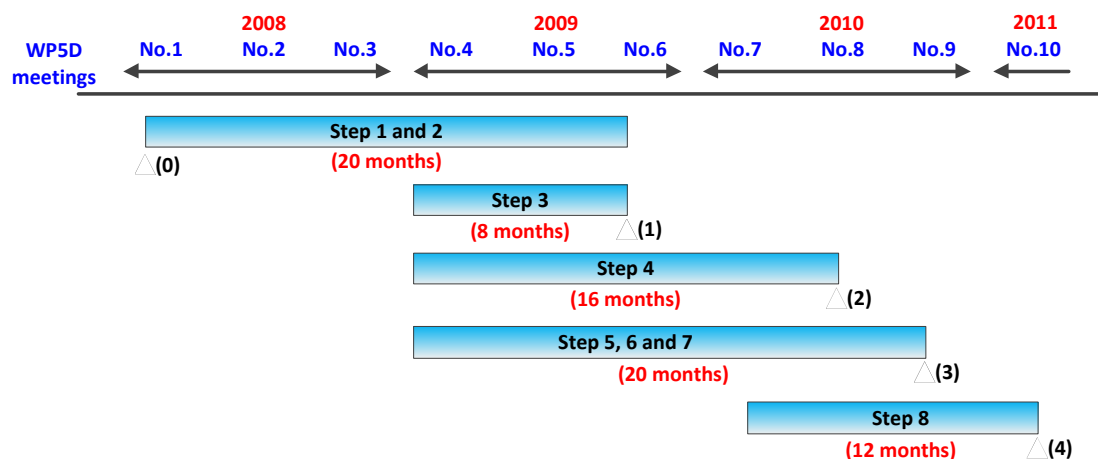 2008 2009 2010 2011
WP5D No.1 No.2 No.3 No.4 No.5 No.6 No.7 No.8 No.9 No.10
meetings
Step 1 and 2
(20 months)
(0)
Step 3
(8 months)
(1)
Step 4
(16 months)
(2)
Step 5, 6 and 7
(20 months)
(3)
Step 8
(12 months)
(4)